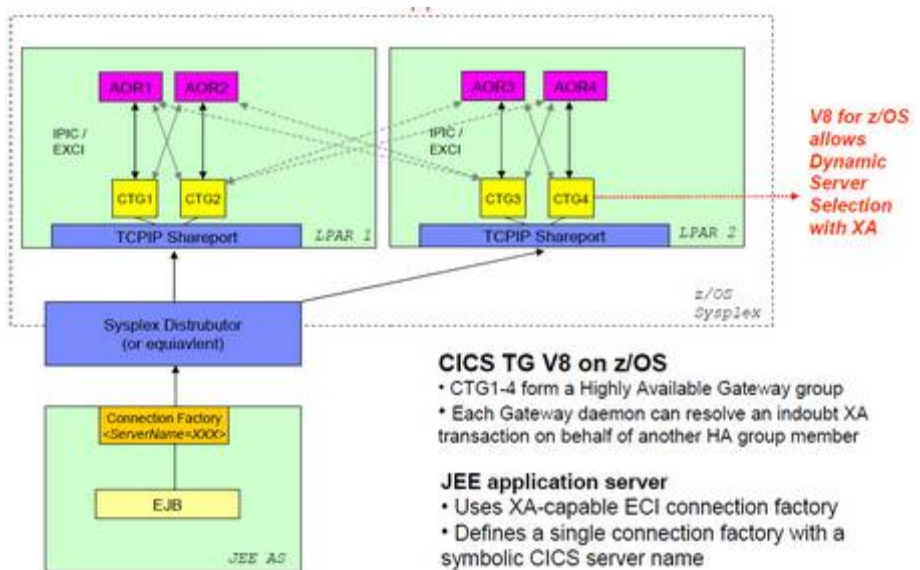 AOR1
AOR2
AOR3
AOR4
IPIC /
EXCI
IPIC /
EXCI
V8 for z/OS
allows
Dynamic
Server
Selection
with XA
CTG1
CTG2
CTG3
CTG4
TCPIP Shareport
LPAR 1
TCPIP Shareport
LPAR 2
z/OS
Sysplex
Sysplex Distrubutor
(or equiavlent)
CICS TG V8 on z/OS
• CTG1-4 form a Highly Available Gateway group
• Each Gateway daemon can resolve an indoubt XA
transaction on behalf of another HA group member
Connection Factory
<ServerName=XXX>
EJB
JEE AS
JEE application server
• Uses XA-capable ECI connection factory
• Defines a single connection factory with a
symbolic CICS server name